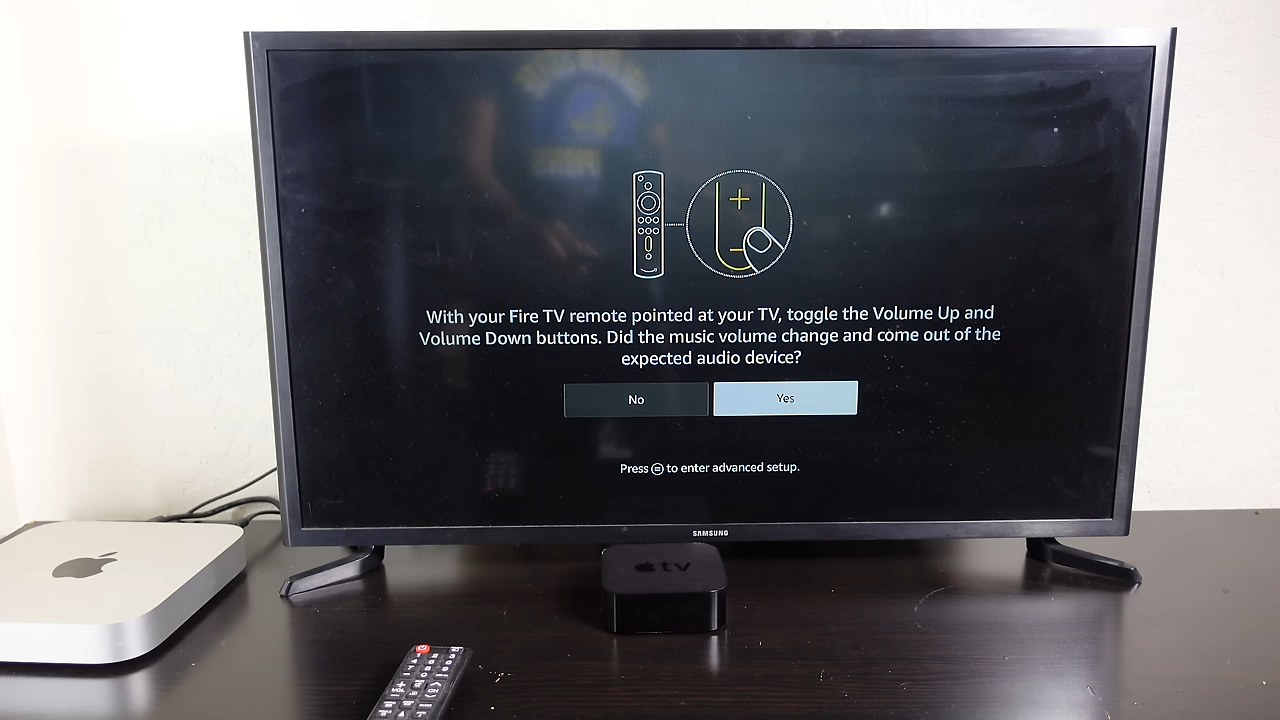 With your Fire TV remote pointed at your TV, toggle the Volume Up and
Volume Down buttons. Did the music volume change and come out of the
expected audio device?
No
Yes
Press to enter advanced setup.
SAMSUNG
tv
VOL
CH